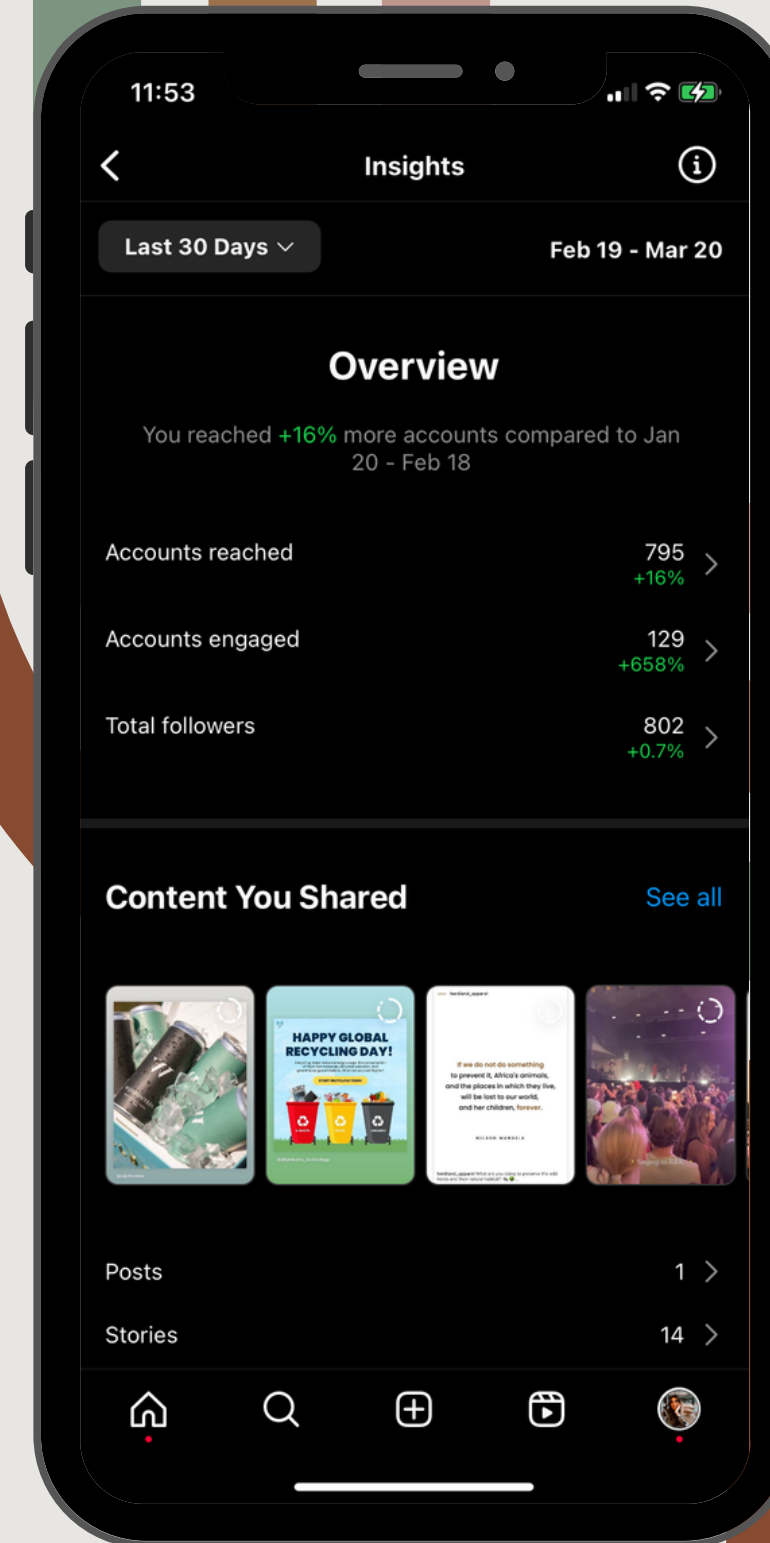 11:53
Insights
Last 30 Days
Feb 19 - Mar 20
Overview
You reached +16% more accounts compared to Jan
20 - Feb 18
Accounts reached
795
+16%
Accounts engaged
129
+658%
Total followers
802
+0.7%
Content You Shared
See all
HAPPY GLOBAL
RECYCLING DAY!
START RECYCLING TODAY
If we do not do something
to prevent it, Africa's animals,
and the places in which they live,
will be lost to our world,
and her children, forever.
NELSON MANDELA
Posts
1
Stories
14